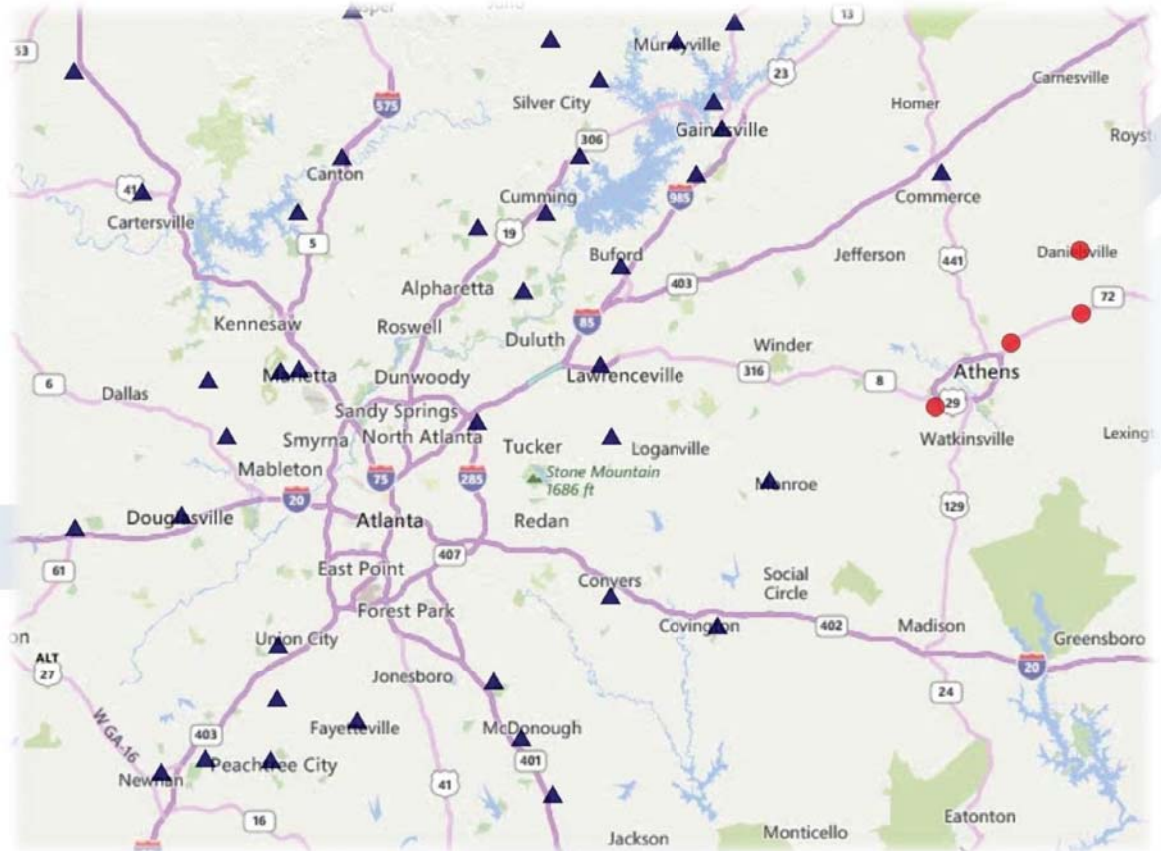 13
53
Murrayville
23
Carnesville
575
Silver City
Homer
306
Gainesville
Canton
41
Cumming
985
Commerce
Cartersville
19
5
Buford
Jefferson
441
Danielsville
Alpharetta
403
72
Kennesaw
Roswell
85
Duluth
Winder
6
Marietta
Dunwoody
Lawrenceville
316
8
Athens
Dallas
Sandy Springs
29
Smyrna
North Atlanta
Tucker
Loganville
Watkinsville
Mableton
75
285
Stone Mountain
1686 ft
Monroe
20
Douglasville
Atlanta
Redan
129
407
61
East Point
Conyers
Social
Circle
Forest Park
Union City
Covington
402
Madison
Greensboro
ALT
27
Jonesboro
20
24
W GA-16
403
Fayetteville
McDonough
Newnan
Peachtree City
401
41
16
Jackson
Monticello
Eatonton